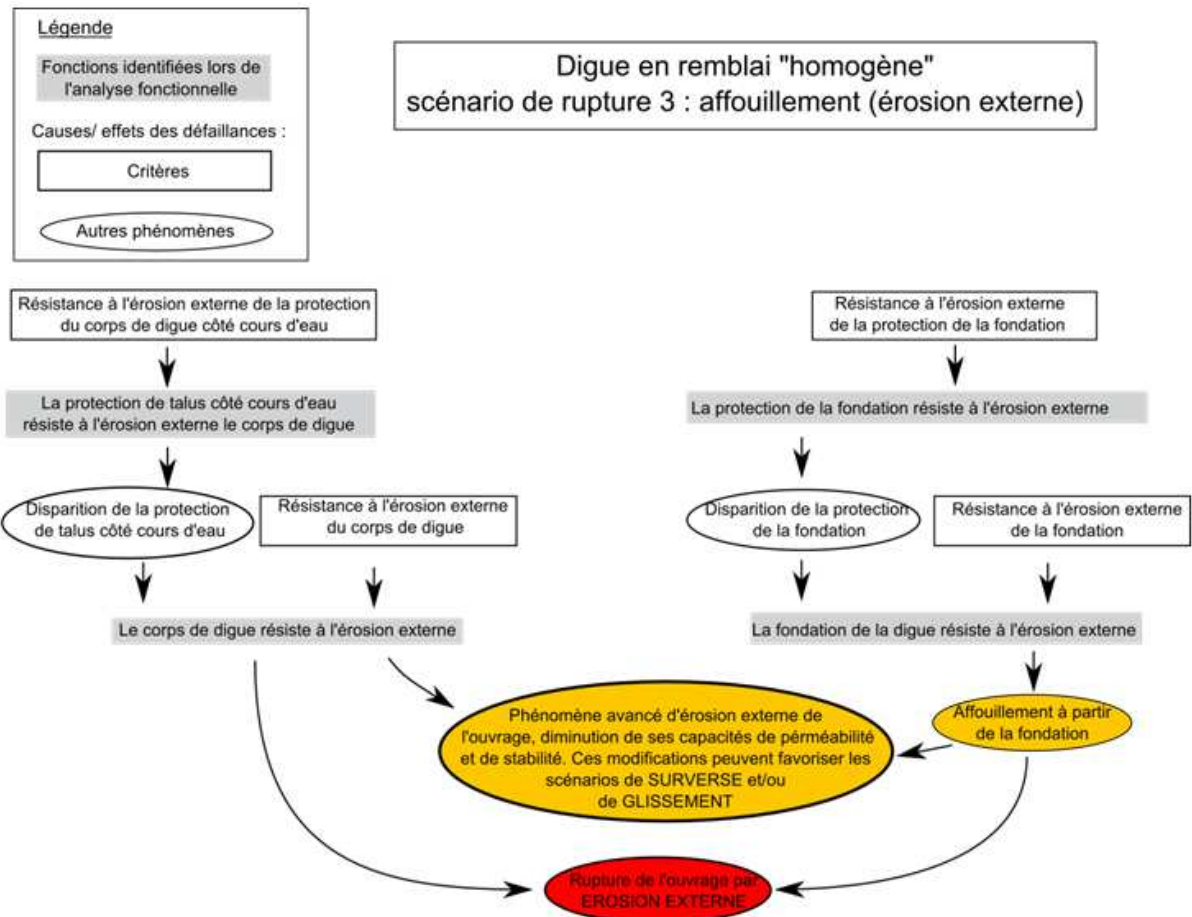 Légende
Fonctions identifiées lors de
l'analyse fonctionnelle
Causes/ effets des défaillances :
Critères
Autres phénomènes
Digue en remblai "homogène"
scénario de rupture 3 : affouillement (érosion externe)
Résistance à l'érosion externe de la protection
du corps de digue côté cours d'eau
Résistance à l'érosion externe
de la protection de la fondation
La protection de talus côté cours d'eau
résiste à l'érosion externe le corps de digue
La protection de la fondation résiste à l'érosion externe
Disparition de la protection
de talus côté cours d'eau
Résistance à l'érosion externe
du corps de digue
Disparition de la protection
de la fondation
Résistance à l'érosion externe
de la fondation
Le corps de digue résiste à l'érosion externe
La fondation de la digue résiste à l'érosion externe
Phénomène avancé d'érosion externe de
l'ouvrage, diminution de ses capacités de pérméabilité
et de stabilité. Ces modifications peuvent favoriser les
scénarios de SURVERSE et/ou
de GLISSEMENT
Affouillement à partir
de la fondation
Rupture de l'ouvrage par
EROSION EXTERNE